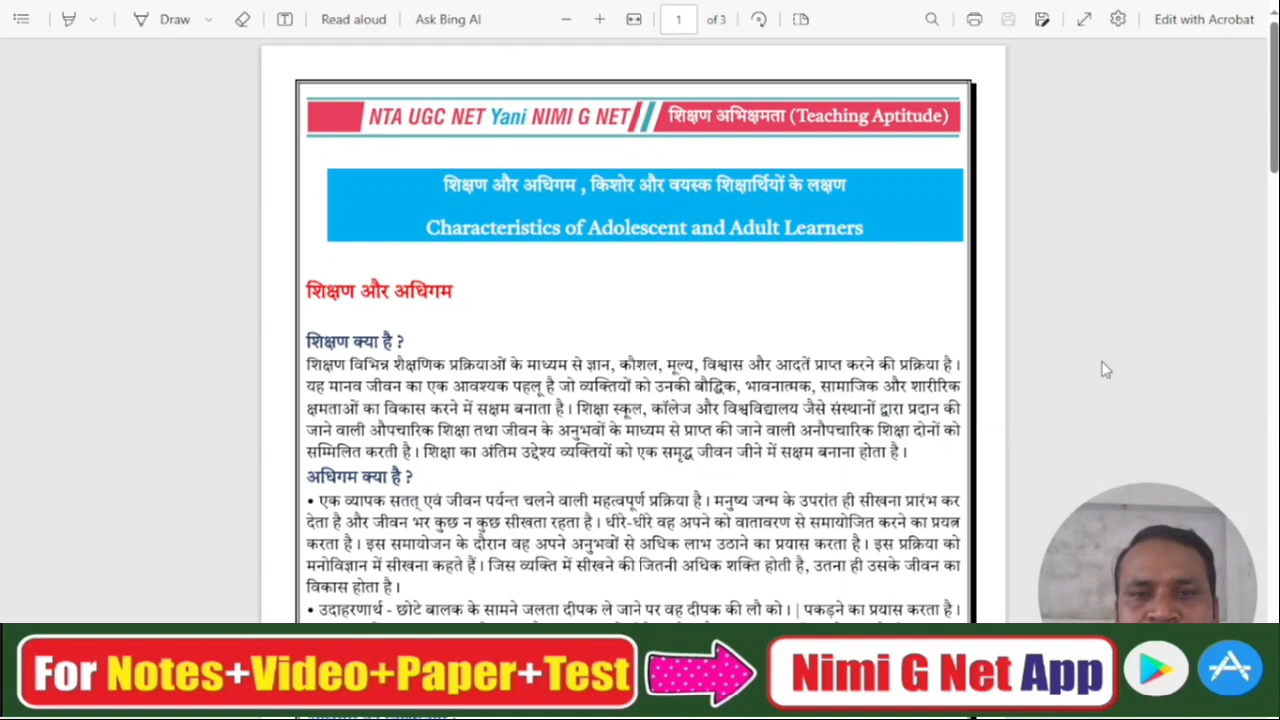 Draw
Read aloud
Ask Bing AI
1 of 3
Edit with Acrobat
NTA UGC NET Yani NIMI G NET
शिक्षण अभिक्षमता (Teaching Aptitude)
शिक्षण और अधिगम , किशोर और वयस्क शिक्षार्थियों के लक्षण
Characteristics of Adolescent and Adult Learners
शिक्षण और अधिगम
शिक्षण क्या है ?
शिक्षण विभिन्न शैक्षणिक प्रक्रियाओं के माध्यम से ज्ञान, कौशल, मूल्य, विश्वास और आदतें प्राप्त करने की प्रक्रिया है।
यह मानव जीवन का एक आवश्यक पहलू है जो व्यक्तियों को उनकी बौद्धिक, भावनात्मक, सामाजिक और शारीरिक
क्षमताओं का विकास करने में सक्षम बनाता है। शिक्षा स्कूल, कॉलेज और विश्वविद्यालय जैसे संस्थानों द्वारा प्रदान की
जाने वाली औपचारिक शिक्षा तथा जीवन के अनुभवों के माध्यम से प्राप्त की जाने वाली अनौपचारिक शिक्षा दोनों को
सम्मिलित करती है। शिक्षा का अंतिम उद्देश्य व्यक्तियों को एक समृद्ध जीवन जीने में सक्षम बनाना होता है।
अधिगम क्या है ?
• एक व्यापक सतत् एवं जीवन पर्यन्त चलने वाली महत्वपूर्ण प्रक्रिया है। मनुष्य जन्म के उपरांत ही सीखना प्रारंभ कर
देता है और जीवन भर कुछ न कुछ सीखता रहता है। धीरे-धीरे वह अपने को वातावरण से समायोजित करने का प्रयत्न
करता है। इस समायोजन के दौरान वह अपने अनुभवों से अधिक लाभ उठाने का प्रयास करता है। इस प्रक्रिया को
मनोविज्ञान में सीखना कहते हैं। जिस व्यक्ति में सीखने की जितनी अधिक शक्ति होती है, उतना ही उसके जीवन का
विकास होता है।
• उदाहरणार्थ - छोटे बालक के सामने जलता दीपक ले जाने पर वह दीपक की लौ को। | पकड़ने का प्रयास करता है।
For Notes+Video+Paper+Test
Nimi G Net App